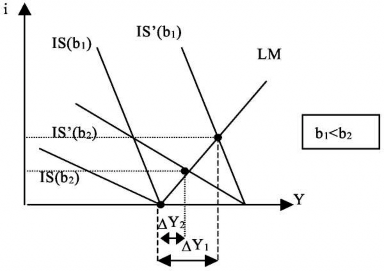 i
IS(b₁)
IS’(b₁)
LM
b₁<b₂
IS’(b₂)
IS(b₂)
Y
ΔY₂
ΔY₁